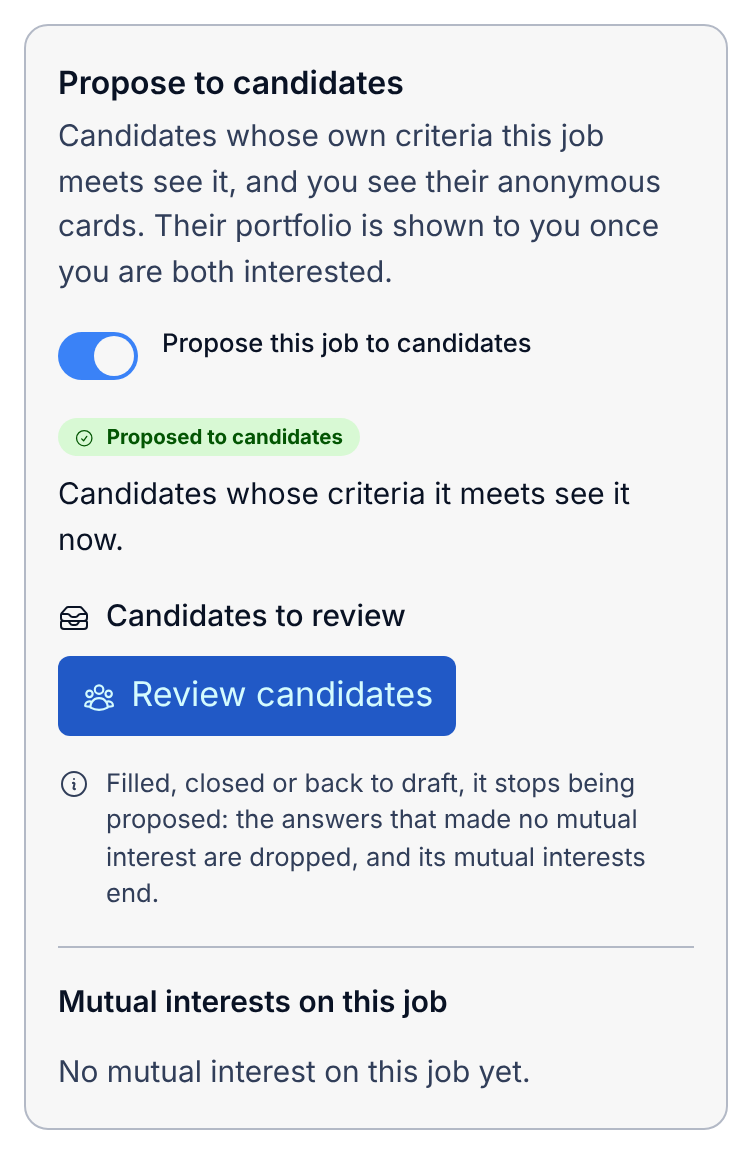 Propose to candidates
Candidates whose own criteria this job
meets see it, and you see their anonymous
cards. Their portfolio is shown to you once
you are both interested.
Propose this job to candidates
Proposed to candidates
Candidates whose criteria it meets see it
now.
Candidates to review
Review candidates
Filled, closed or back to draft, it stops being
proposed: the answers that made no mutual
interest are dropped, and its mutual interests
end.
Mutual interests on this job
No mutual interest on this job yet.